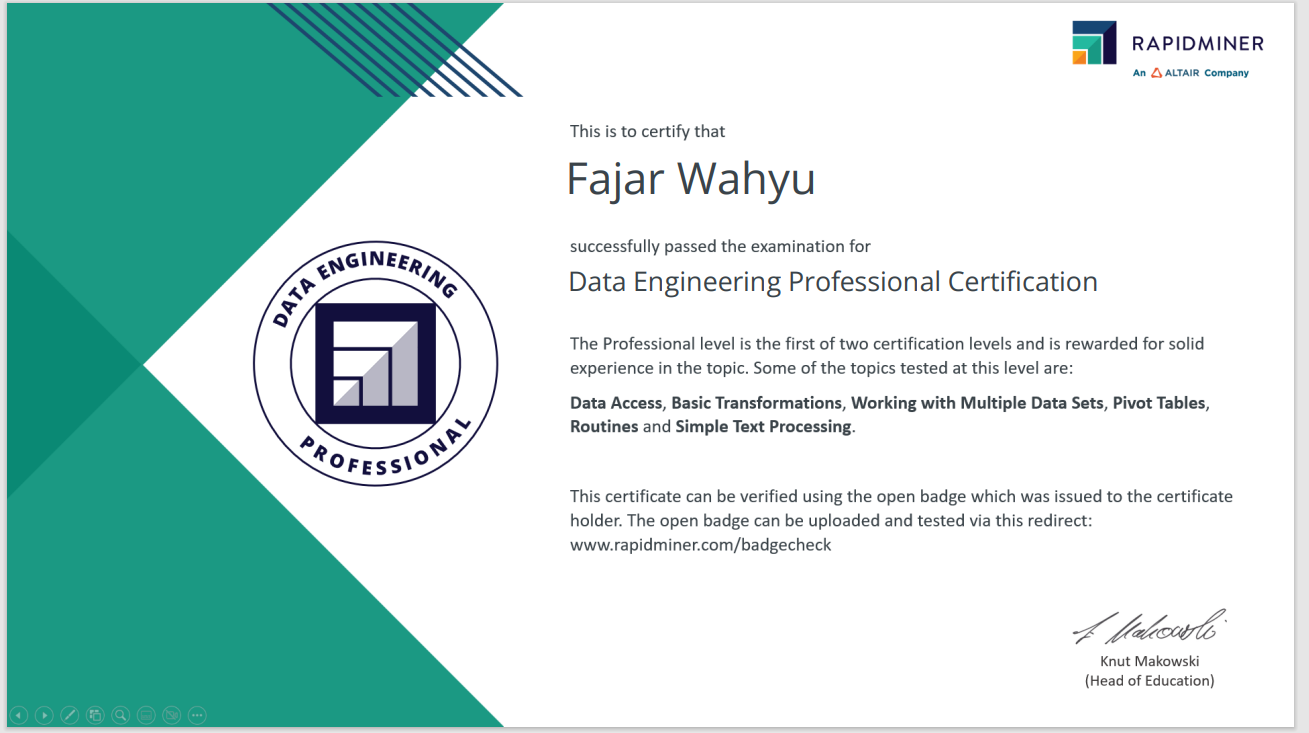 RAPIDMINER
An ALTAIR Company
This is to certify that
Fajar Wahyu
successfully passed the examination for
Data Engineering Professional Certification
DATA ENGINEERING
PROFESSIONAL
The Professional level is the first of two certification levels and is rewarded for solid
experience in the topic. Some of the topics tested at this level are:
Data Access, Basic Transformations, Working with Multiple Data Sets, Pivot Tables,
Routines and Simple Text Processing.
This certificate can be verified using the open badge which was issued to the certificate
holder. The open badge can be uploaded and tested via this redirect:
www.rapidminer.com/badgecheck
Knut Makowski
(Head of Education)